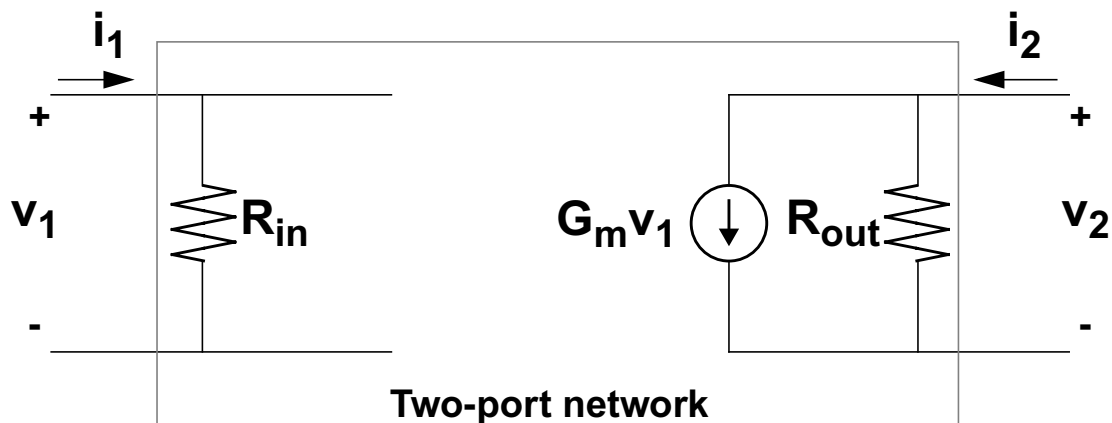 i1 i2
+ +
v1 Rin Gmv1 Rout v2
- -
Two-port network